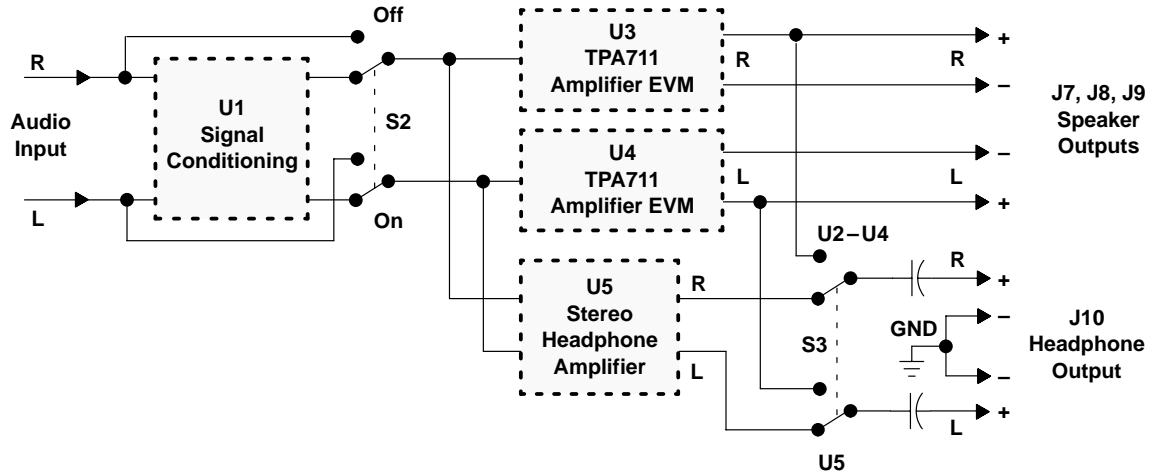 Off
R
Audio
Input
L
U1
Signal
Conditioning
S2
On
U3
TPA711
Amplifier EVM
R
R
+
–
U4
TPA711
Amplifier EVM
L
–
L
+
J7, J8, J9
Speaker
Outputs
U5
Stereo
Headphone
Amplifier
R
L
U2–U4
S3
U5
R
+
GND
–
–
+
L
J10
Headphone
Output